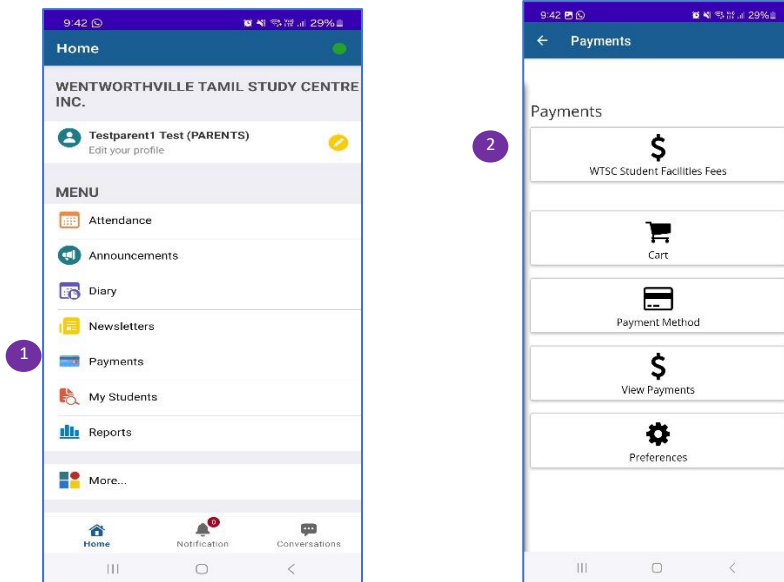 9:42
29%
Home
WENTWORTHVILLE TAMIL STUDY CENTRE
INC.
Testparent1 Test (PARENTS)
Edit your profile
MENU
Attendance
Announcements
Diary
Newsletters
1
Payments
My Students
Reports
More...
0
Home Notification Conversations
9:42
29%
Payments
Payments
2
$
WTSC Student Facilities Fees
Cart
Payment Method
$
View Payments
Preferences